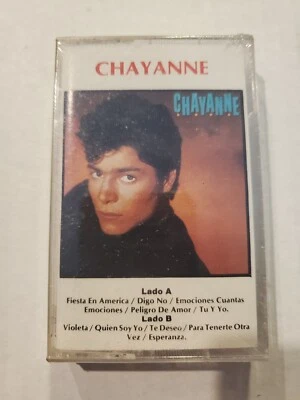 CHAYANNE
CHAYANNE
Lado A
Fiesta En America / Digo No / Emociones Cuantas
Emociones / Peligro De Amor / Tu Y Yo.
Lado B
Violeta / Quien Soy Yo / Te Deseo / Para Tenerte Otra
Vez / Esperanza.